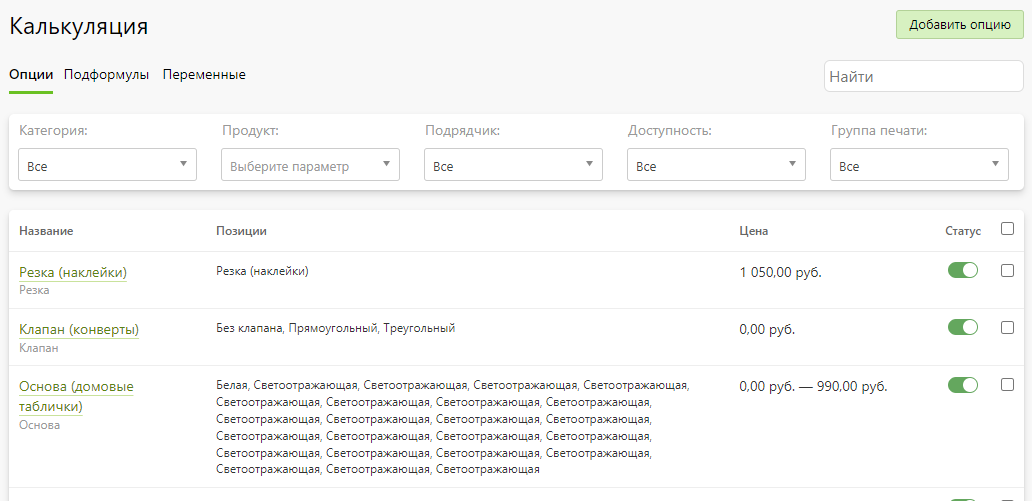 Калькуляция
Добавить опцию
Опции Подформулы Переменные
Найти
Категория: Продукт: Подрядчик: Доступность: Группа печати:
Все Выберите параметр Все Все Все
Название Позиции Цена Статус
Резка (наклейки) Резка (наклейки) 1 050,00 руб.
Резка
Клапан (конверты) Без клапана, Прямоугольный, Треугольный 0,00 руб.
Клапан
Основа (домовые
таблички)
Основа
Белая, Светоотражающая, Светоотражающая, Светоотражающая, Светоотражающая,
Светоотражающая, Светоотражающая, Светоотражающая, Светоотражающая,
Светоотражающая, Светоотражающая, Светоотражающая, Светоотражающая,
Светоотражающая, Светоотражающая, Светоотражающая, Светоотражающая,
Светоотражающая, Светоотражающая, Светоотражающая, Светоотражающая,
Светоотражающая, Светоотражающая, Светоотражающая
0,00 руб. — 990,00 руб.